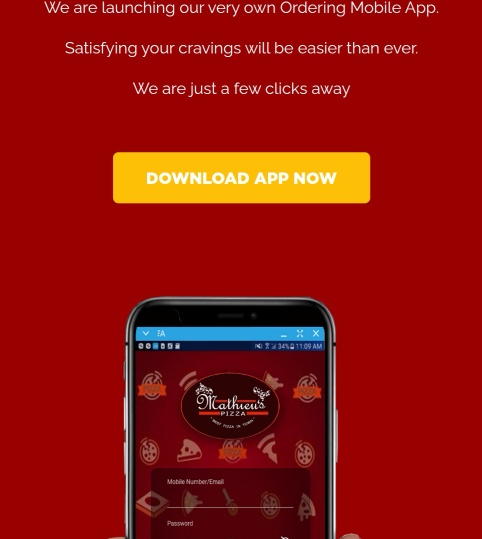 We are launching our very own Ordering Mobile App.
Satisfying your cravings will be easier than ever.
We are just a few clicks away
DOWNLOAD APP NOW
34% 11:09 AM
Mathieu's
PIZZA
"BEST PIZZA IN TOWN"
Mobile Number/Email
Password